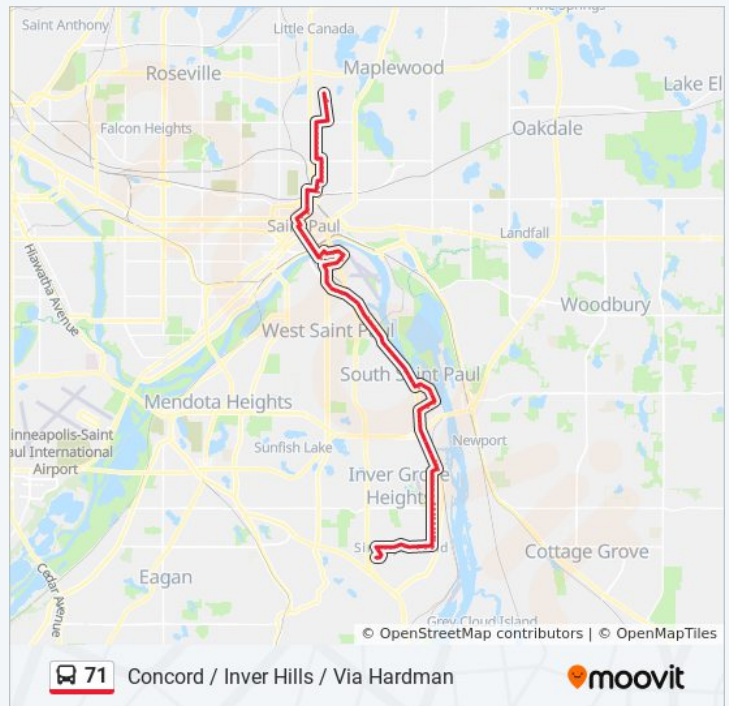 Saint Anthony
Little Canada
Roseville
Maplewood
Lake El
Falcon Heights
Oakdale
Saint Paul
Landfall
Hiawatha Avenue
Woodbury
West Saint Paul
South Saint Paul
Mendota Heights
inneapolis-Saint
aul International
Airport
Sunfish Lake
Newport
Inver Grove
Heights
Cottage Grove
Eagan
Cedar Avenue
Grey Cloud Island
© OpenStreetMap contributors | © OpenMapTiles
71 Concord / Inver Hills / Via Hardman
moovit